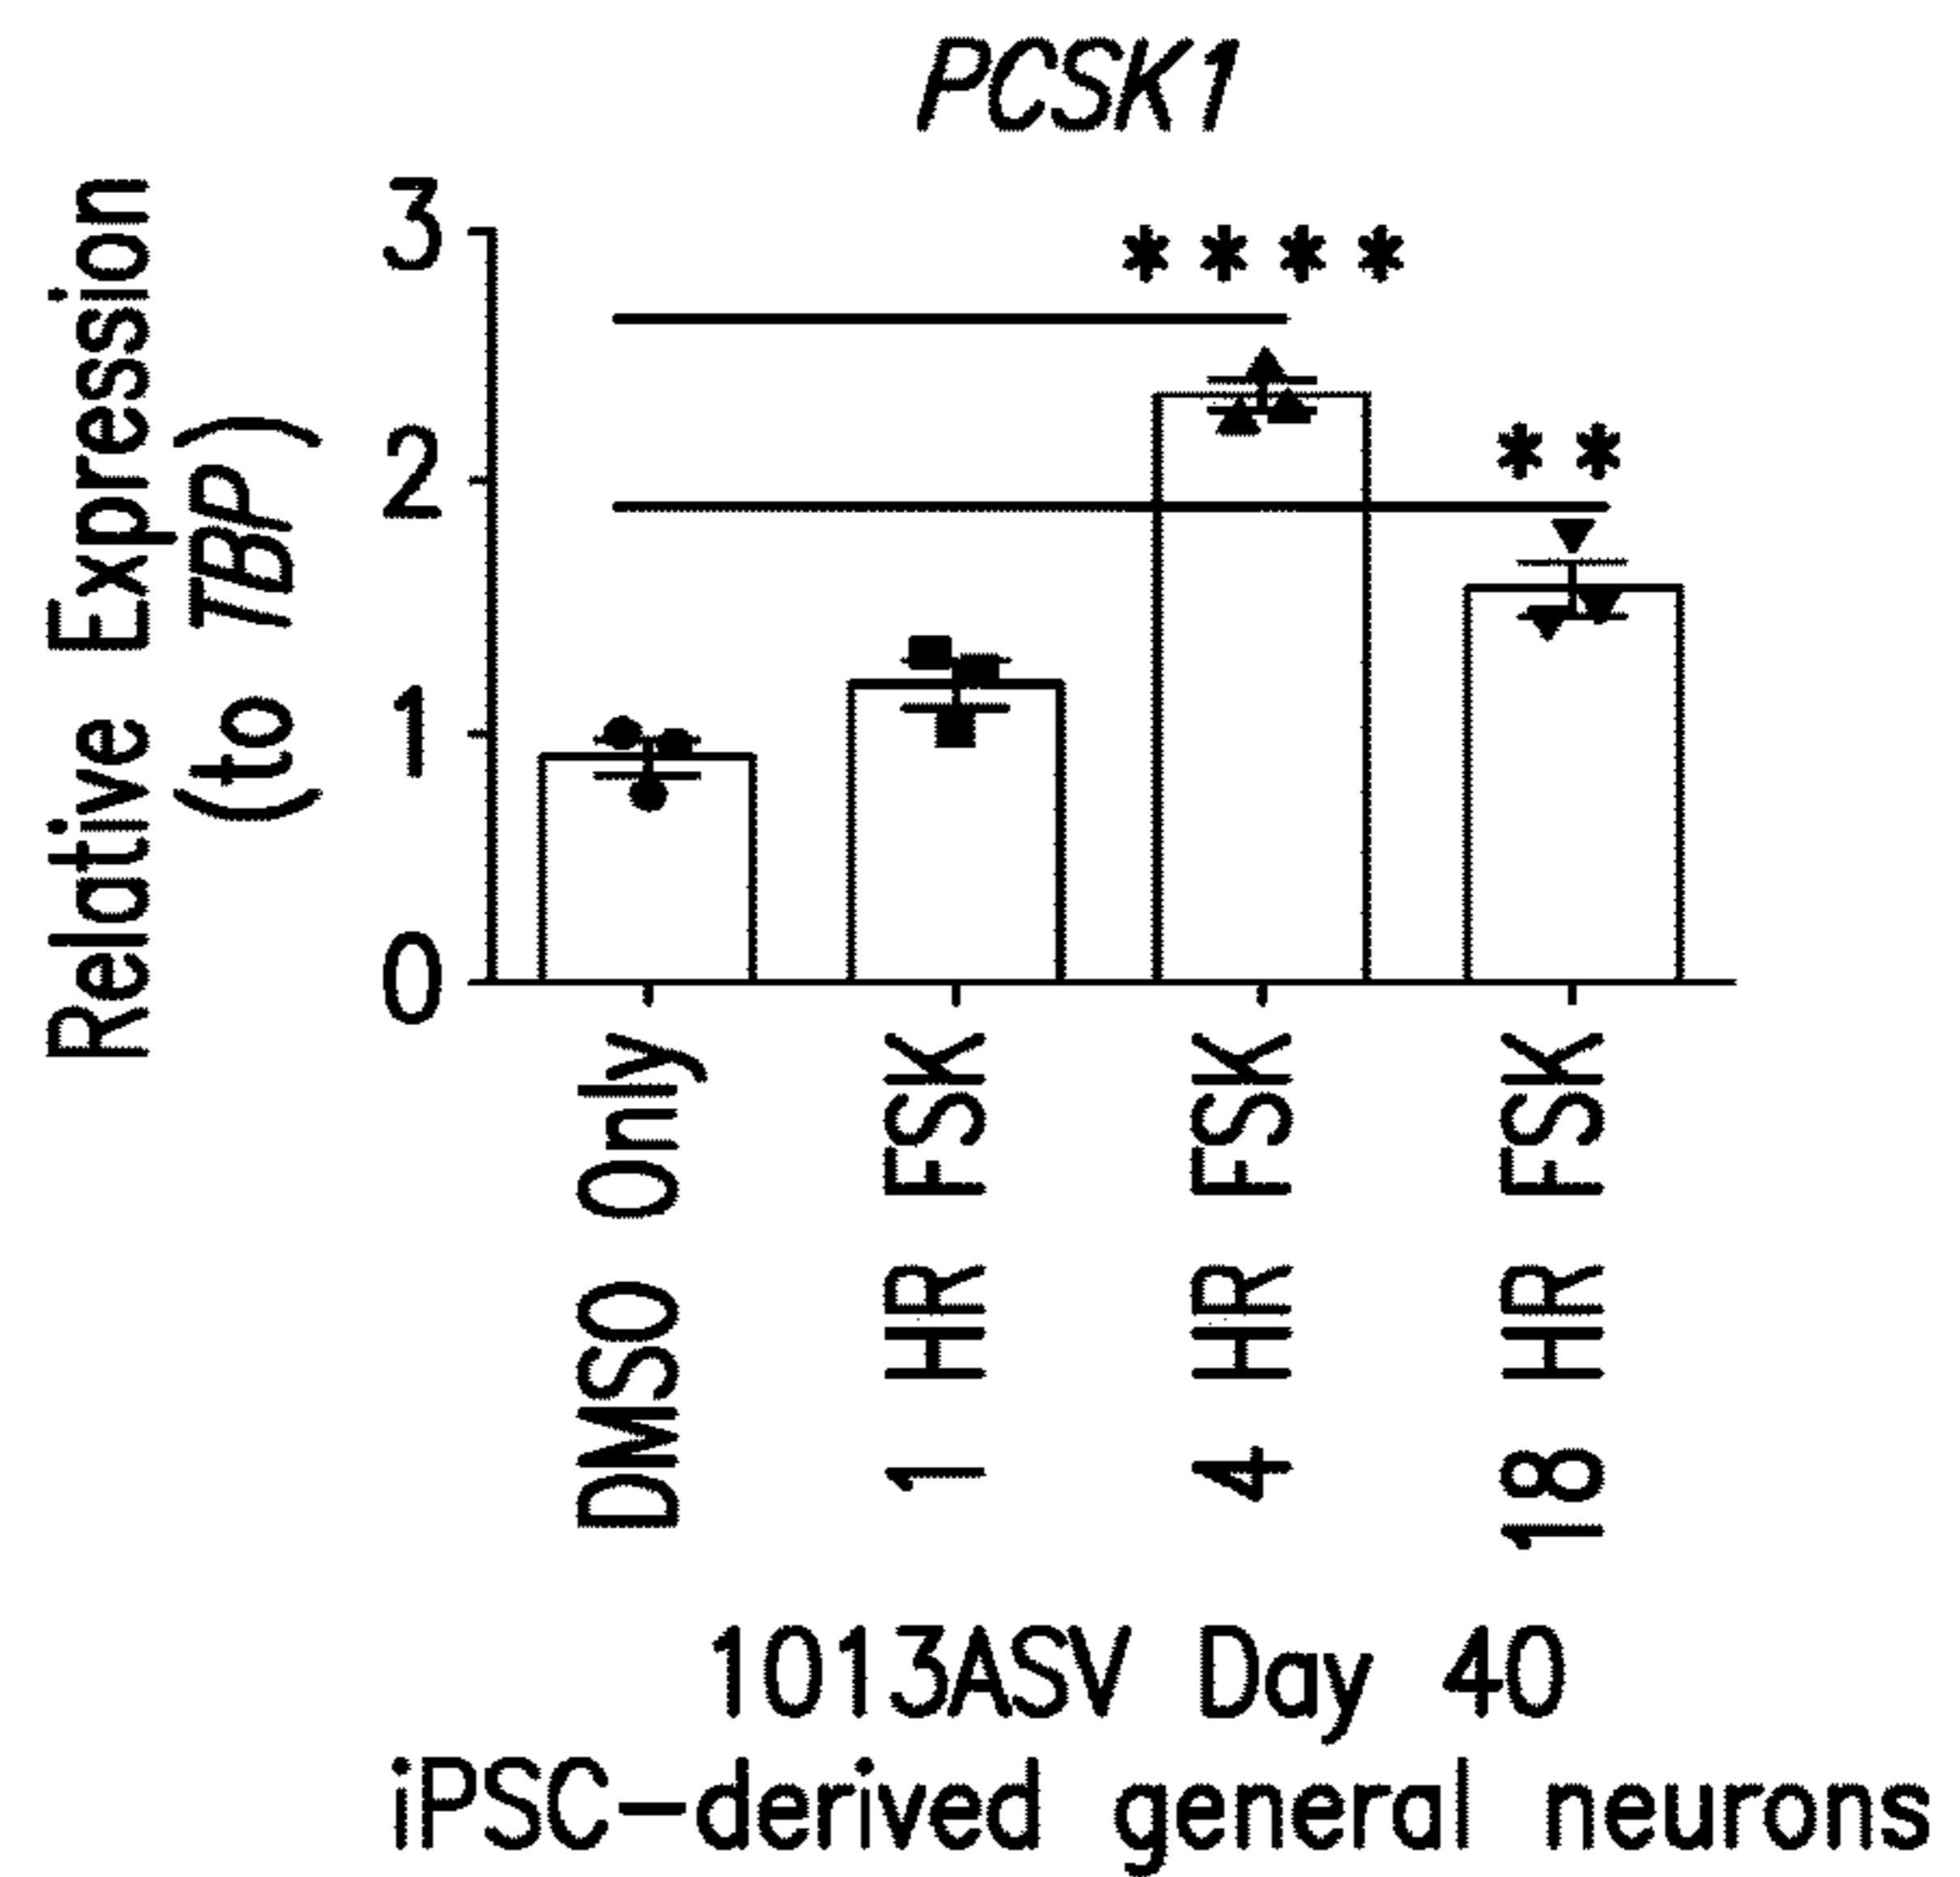 PCSK1
Relative Expression
(to TBP)
3
2
1
0
****
**
DMSO Only
1 HR FSK
4 HR FSK
18 HR FSK
1013ASV Day 40
iPSC-derived general neurons